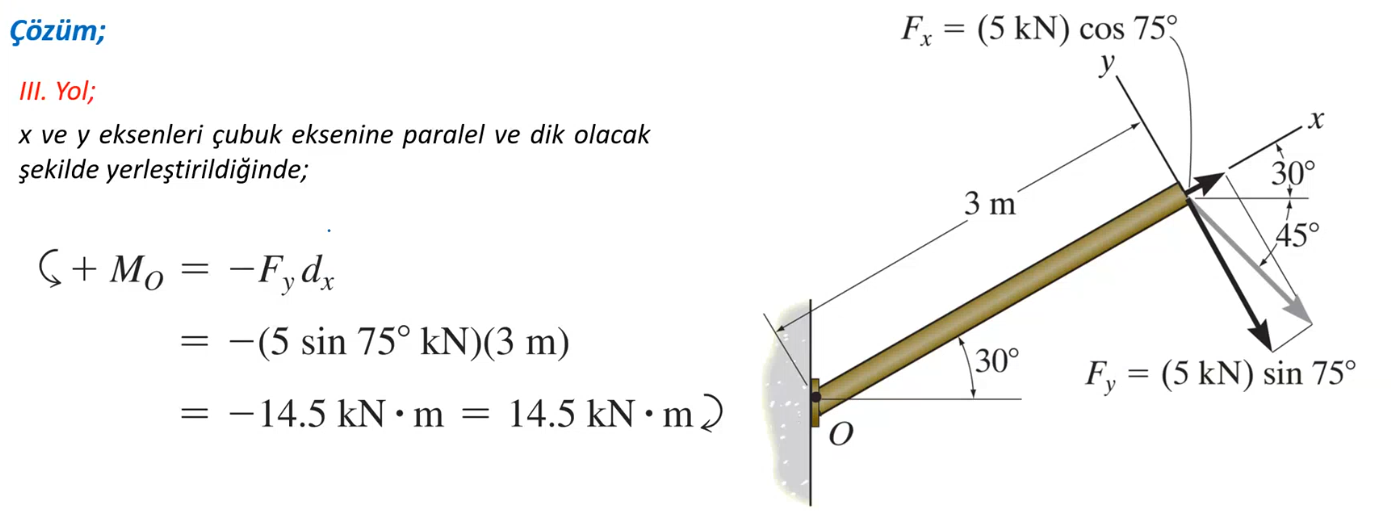 Çözüm;
III. Yol;
x ve y eksenleri çubuk eksenine paralel ve dik olacak
şekilde yerleştirildiğinde;
⤹+ M_O = −F_y d_x
= −(5 sin 75° kN)(3 m)
= −14.5 kN · m = 14.5 kN · m⤸
F_x = (5 kN) cos 75°
y
x
30°
3 m
45°
30°
F_y = (5 kN) sin 75°
O